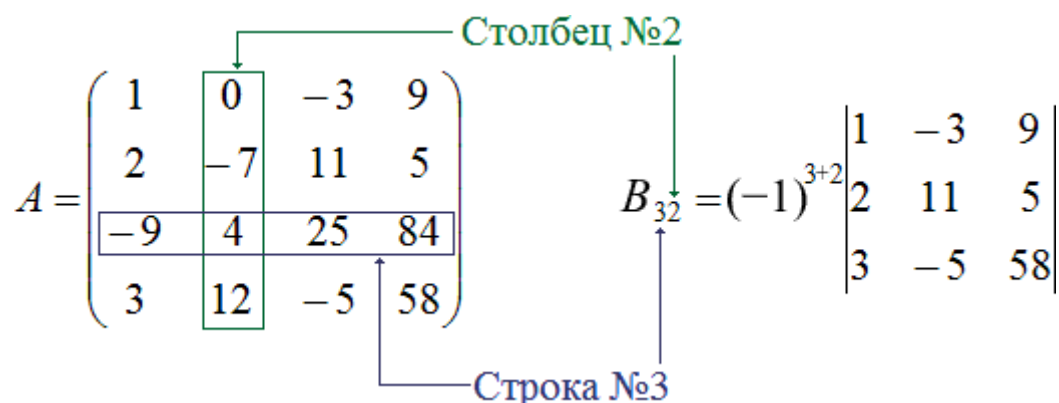 Столбец №2
A = ( 1 0 −3 9
2 −7 11 5
−9 4 25 84
3 12 −5 58 )
B₃₂ = (−1)³⁺² | 1 −3 9
2 11 5
3 −5 58 |
Строка №3